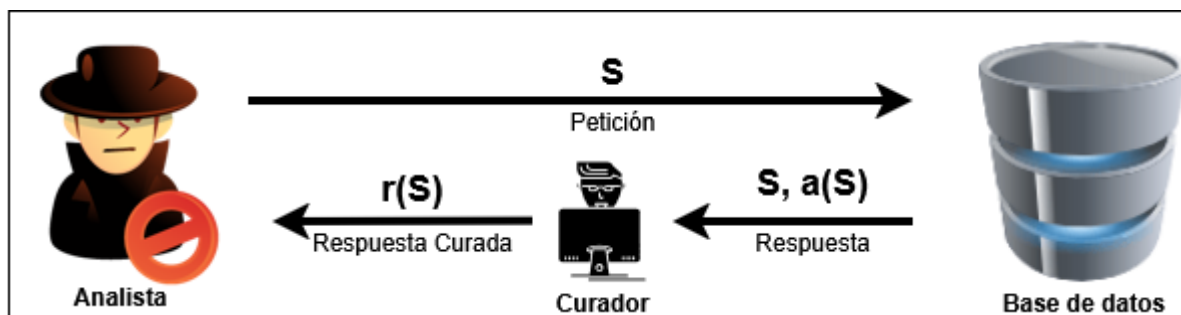 S
Petición
r(S)
Respuesta Curada
S, a(S)
Respuesta
Analista
Curador
Base de datos